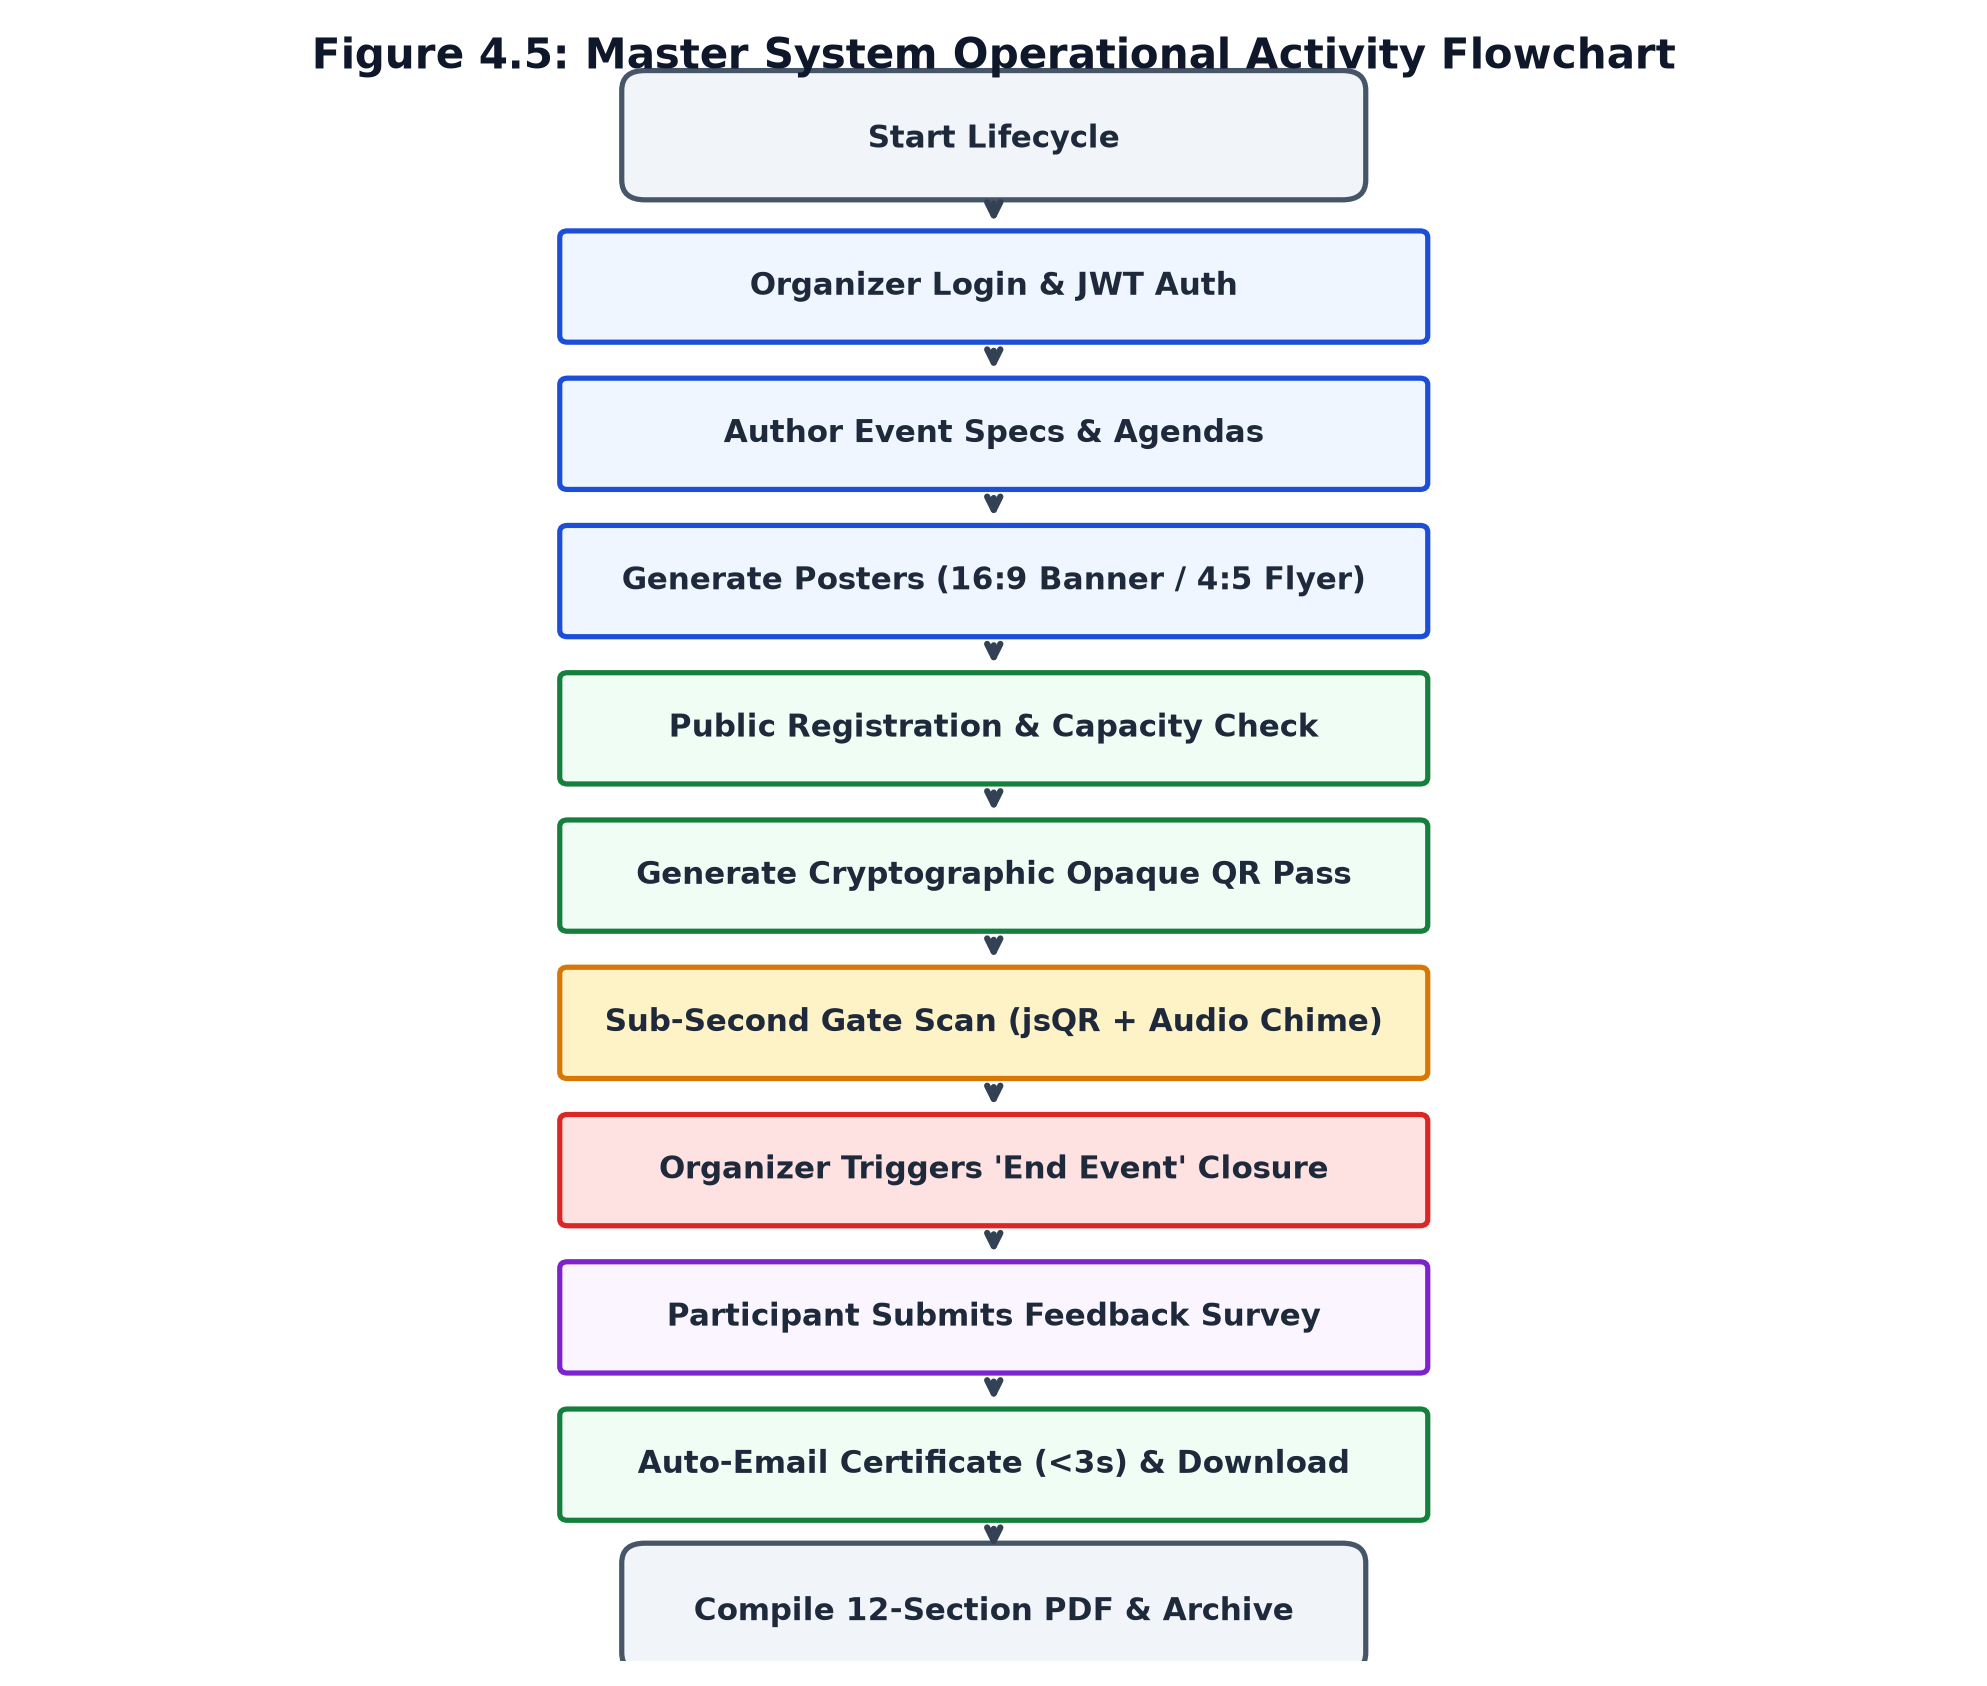 Figure 4.5: Master System Operational Activity Flowchart
Start Lifecycle
Organizer Login & JWT Auth
Author Event Specs & Agendas
Generate Posters (16:9 Banner / 4:5 Flyer)
Public Registration & Capacity Check
Generate Cryptographic Opaque QR Pass
Sub-Second Gate Scan (jsQR + Audio Chime)
Organizer Triggers 'End Event' Closure
Participant Submits Feedback Survey
Auto-Email Certificate (<3s) & Download
Compile 12-Section PDF & Archive